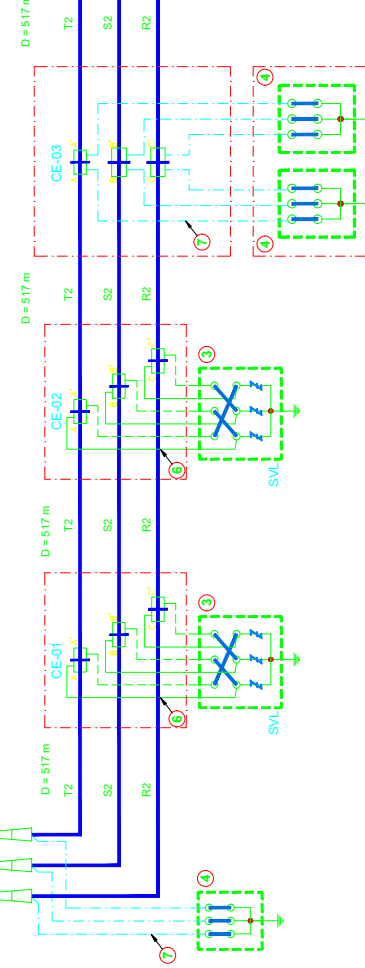 D = 517 m
T2
S2
R2
CE-03
4
4
7
D = 517 m
T2
S2
R2
CE-02
3
6
SVL
D = 517 m
T2
S2
R2
CE-01
3
6
SVL
D = 517 m
T2
S2
R2
4
7